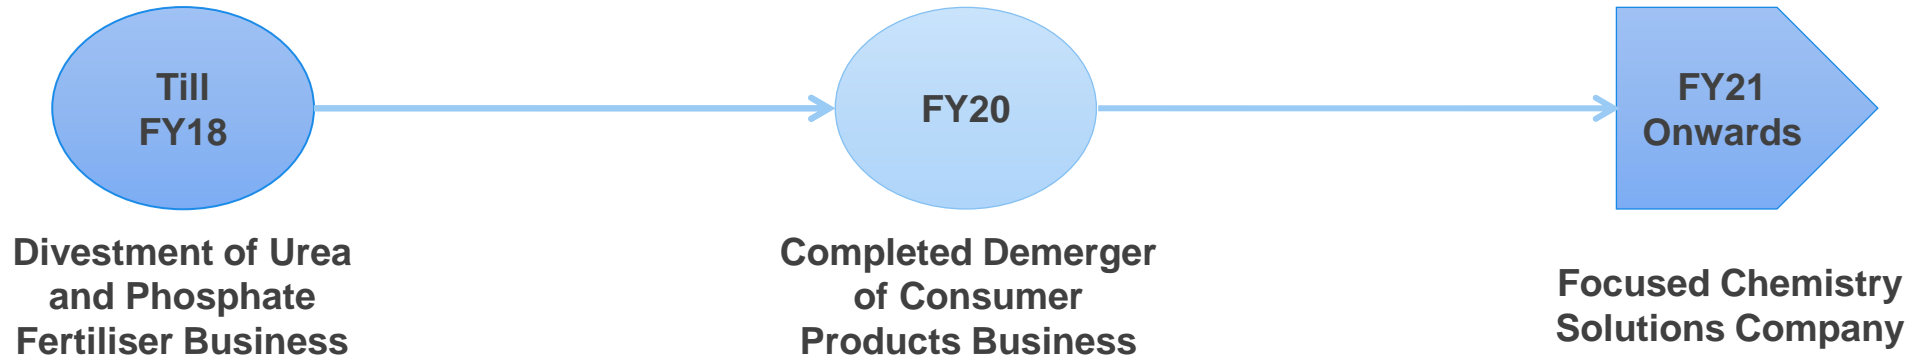 Till
FY18
FY20
FY21
Onwards
Divestment of Urea
and Phosphate
Fertiliser Business
Completed Demerger
of Consumer
Products Business
Focused Chemistry
Solutions Company